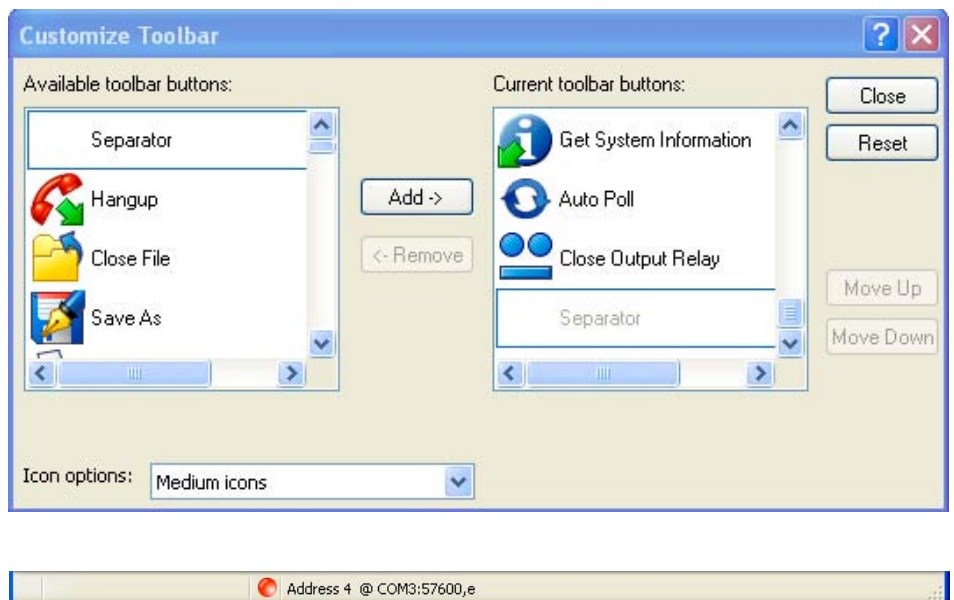 Customize Toolbar
?
Available toolbar buttons:
Separator
Hangup
Close File
Save As
Add ->
<- Remove
Current toolbar buttons:
Get System Information
Auto Poll
Close Output Relay
Separator
Close
Reset
Move Up
Move Down
Icon options:
Medium icons
Address 4 @ COM3:57600,e